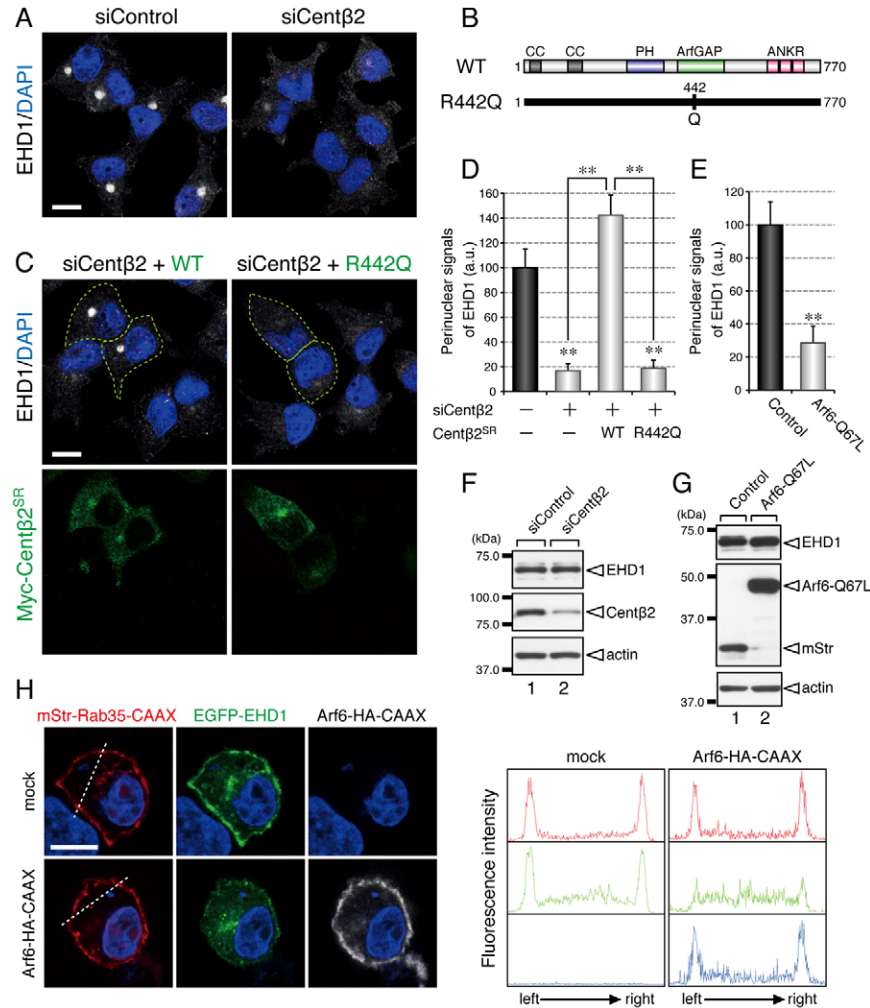 A
siControl
siCentβ2
EHD1/DAPI
B
CC
CC
PH
ArfGAP
ANKR
WT
1
770
R442Q
1
442
770
Q
C
siCentβ2 + WT
siCentβ2 + R442Q
EHD1/DAPI
Myc-Centβ2SR
D
Perinuclear signals
of EHD1 (a.u.)
160
140
120
100
80
60
40
20
0
**
**
**
**
siCentβ2
−
+
+
+
Centβ2SR
−
−
WT
R442Q
E
Perinuclear signals
of EHD1 (a.u.)
120
100
80
60
40
20
0
**
Control
Arf6-Q67L
F
siControl
siCentβ2
(kDa)
75.0
EHD1
100.0
Centβ2
75.0
actin
37.0
1
2
G
Control
Arf6-Q67L
(kDa)
75.0
EHD1
50.0
Arf6-Q67L
37.0
mStr
actin
37.0
1
2
H
mStr-Rab35-CAAX
EGFP-EHD1
Arf6-HA-CAAX
mock
Arf6-HA-CAAX
mock
Arf6-HA-CAAX
Fluorescence intensity
left
right
left
right